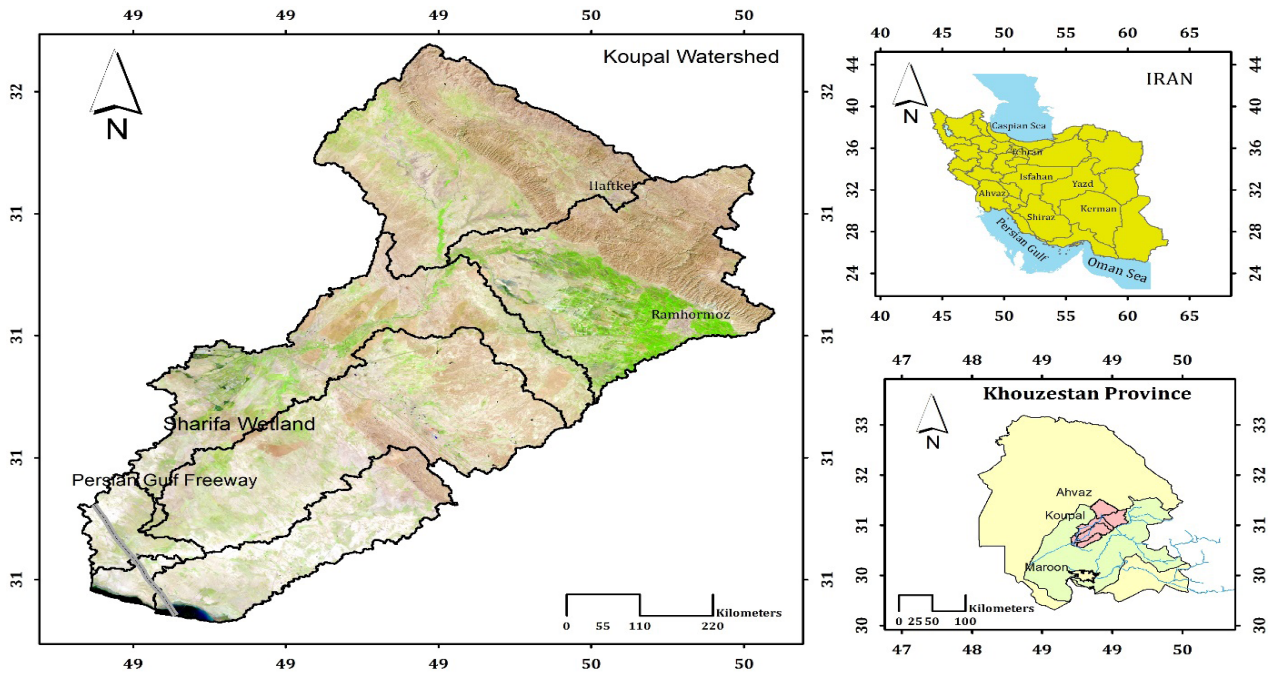 49 49 49 50 50
Koupal Watershed
N
32
31
31
31
31
Haftkel
Ramhormoz
Sharifa Wetland
Persian Gulf Freeway
32
31
31
31
31
Kilometers
0 55 110 220
49 49 49 50 50
40 45 50 55 60 65
IRAN
N
44
40
36
32
28
24
Caspian Sea
Tehran
Isfahan
Yazd
Ahvaz
Kerman
Shiraz
Persian Gulf
Oman Sea
44
40
36
32
28
24
40 45 50 55 60 65
47 48 49 49 50
Khouzestan Province
N
33
32
31
30
30
Ahvaz
Koupal
Maroon
33
32
31
30
30
Kilometers
0 25 50 100
47 48 49 49 50